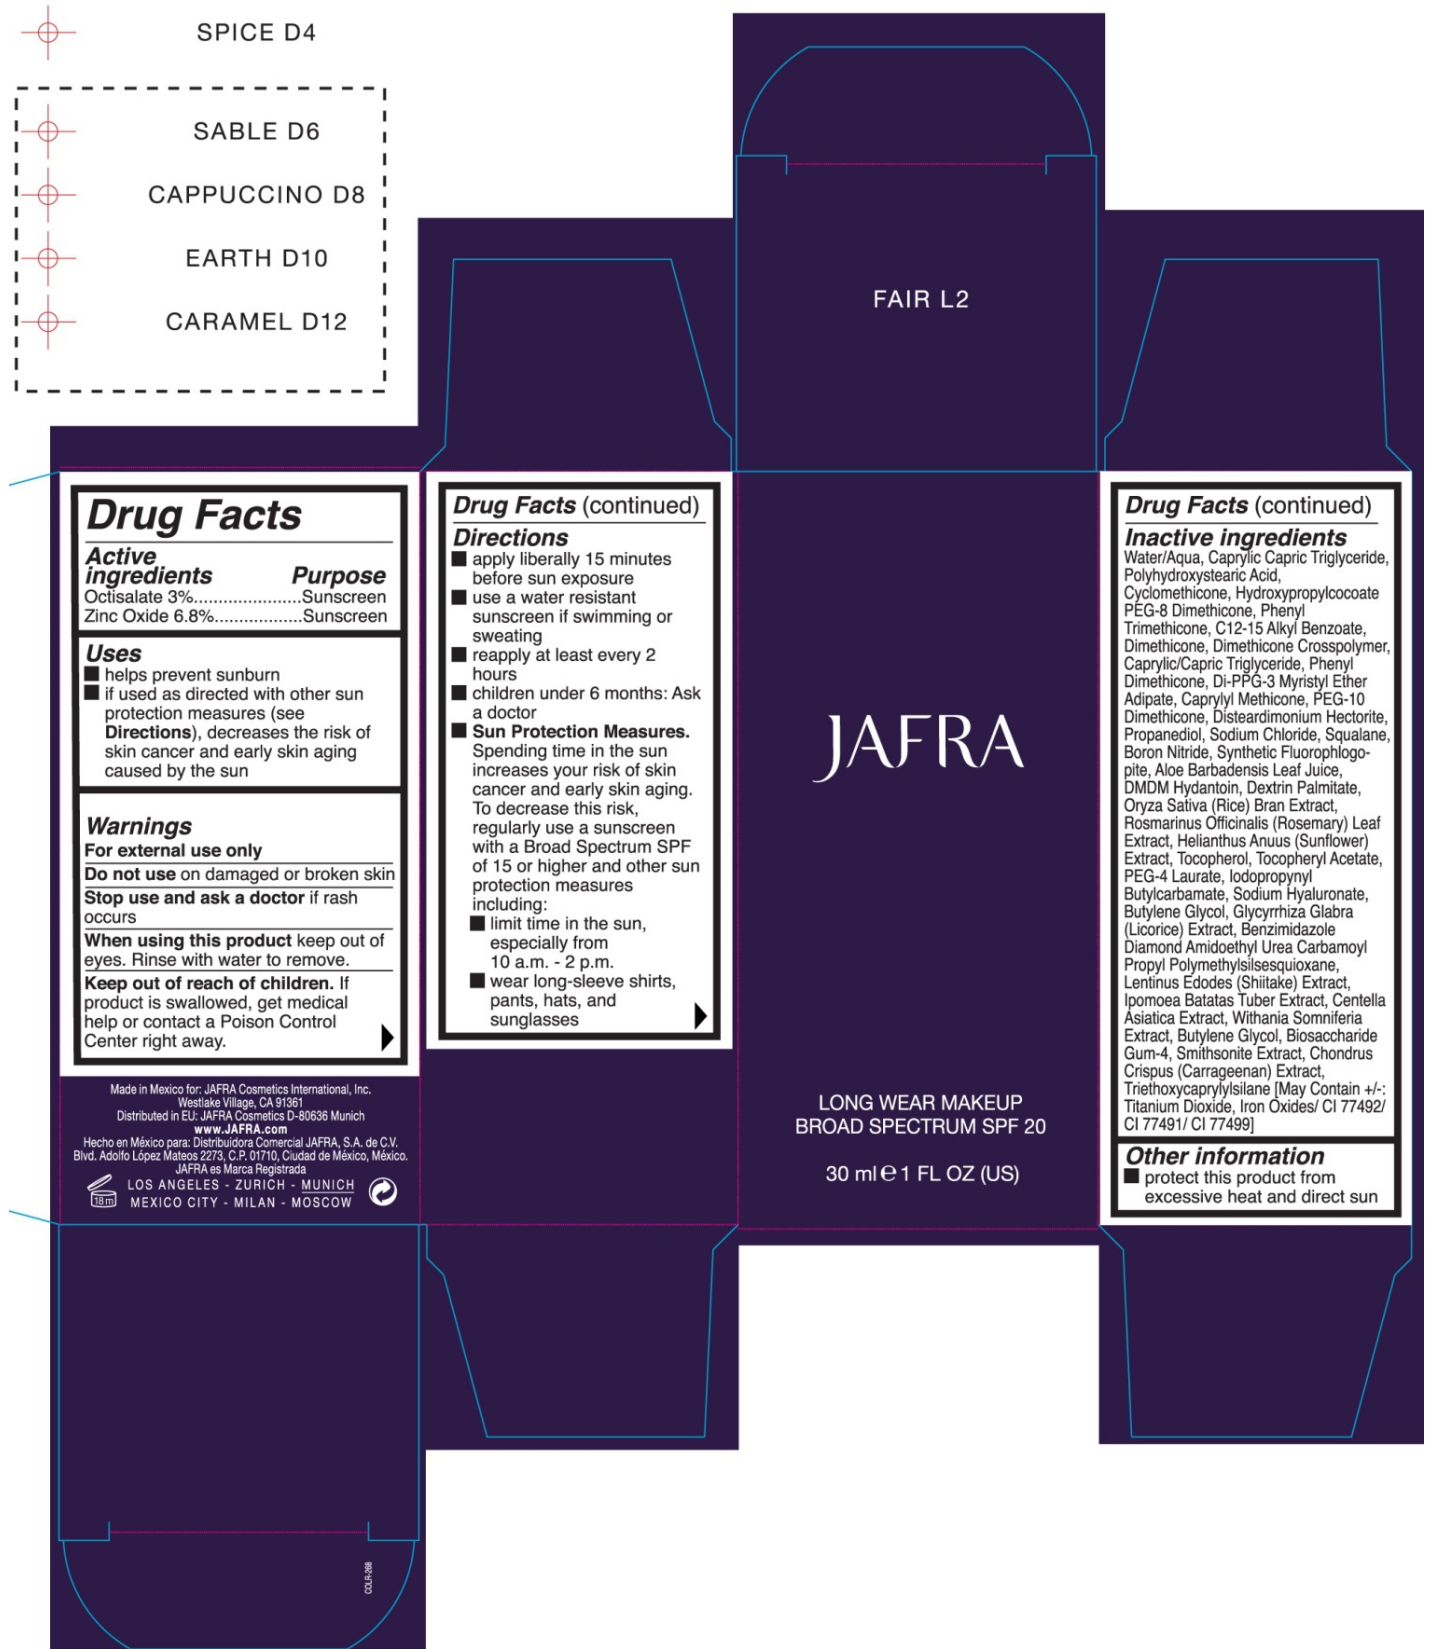 SPICE D4
SABLE D6
CAPPUCCINO D8
EARTH D10
CARAMEL D12
FAIR L2
Drug Facts
Active
ingredients Purpose
Octisalate 3%......................Sunscreen
Zinc Oxide 6.8%..................Sunscreen
Uses
■ helps prevent sunburn
■ if used as directed with other sun
protection measures (see
Directions), decreases the risk of
skin cancer and early skin aging
caused by the sun
Warnings
For external use only
Do not use on damaged or broken skin
Stop use and ask a doctor if rash
occurs
When using this product keep out of
eyes. Rinse with water to remove.
Keep out of reach of children. If
product is swallowed, get medical
help or contact a Poison Control
Center right away.
Made in Mexico for: JAFRA Cosmetics International, Inc.
Westlake Village, CA 91361
Distributed in EU: JAFRA Cosmetics D-80636 Munich
www.JAFRA.com
Hecho en México para: Distribuidora Comercial JAFRA, S.A. de C.V.
Blvd. Adolfo López Mateos 2273, C.P. 01710, Ciudad de México, México.
JAFRA es Marca Registrada
18m
LOS ANGELES - ZURICH - MUNICH
MEXICO CITY - MILAN - MOSCOW
COLR-268
Drug Facts (continued)
Directions
■ apply liberally 15 minutes
before sun exposure
■ use a water resistant
sunscreen if swimming or
sweating
■ reapply at least every 2
hours
■ children under 6 months: Ask
a doctor
■ Sun Protection Measures.
Spending time in the sun
increases your risk of skin
cancer and early skin aging.
To decrease this risk,
regularly use a sunscreen
with a Broad Spectrum SPF
of 15 or higher and other sun
protection measures
including:
■ limit time in the sun,
especially from
10 a.m. - 2 p.m.
■ wear long-sleeve shirts,
pants, hats, and
sunglasses
JAFRA
LONG WEAR MAKEUP
BROAD SPECTRUM SPF 20
30 ml ℮ 1 FL OZ (US)
Drug Facts (continued)
Inactive ingredients
Water/Aqua, Caprylic Capric Triglyceride,
Polyhydroxystearic Acid,
Cyclomethicone, Hydroxypropylcocoate
PEG-8 Dimethicone, Phenyl
Trimethicone, C12-15 Alkyl Benzoate,
Dimethicone, Dimethicone Crosspolymer,
Caprylic/Capric Triglyceride, Phenyl
Dimethicone, Di-PPG-3 Myristyl Ether
Adipate, Caprylyl Methicone, PEG-10
Dimethicone, Disteardimonium Hectorite,
Propanediol, Sodium Chloride, Squalane,
Boron Nitride, Synthetic Fluorophlogo-
pite, Aloe Barbadensis Leaf Juice,
DMDM Hydantoin, Dextrin Palmitate,
Oryza Sativa (Rice) Bran Extract,
Rosmarinus Officinalis (Rosemary) Leaf
Extract, Helianthus Anuus (Sunflower)
Extract, Tocopherol, Tocopheryl Acetate,
PEG-4 Laurate, Iodopropynyl
Butylcarbamate, Sodium Hyaluronate,
Butylene Glycol, Glycyrrhiza Glabra
(Licorice) Extract, Benzimidazole
Diamond Amidoethyl Urea Carbamoyl
Propyl Polymethylsilsesquioxane,
Lentinus Edodes (Shiitake) Extract,
Ipomoea Batatas Tuber Extract, Centella
Asiatica Extract, Withania Somniferia
Extract, Butylene Glycol, Biosaccharide
Gum-4, Smithsonite Extract, Chondrus
Crispus (Carrageenan) Extract,
Triethoxycaprylylsilane [May Contain +/-:
Titanium Dioxide, Iron Oxides/ CI 77492/
CI 77491/ CI 77499]
Other information
■ protect this product from
excessive heat and direct sun